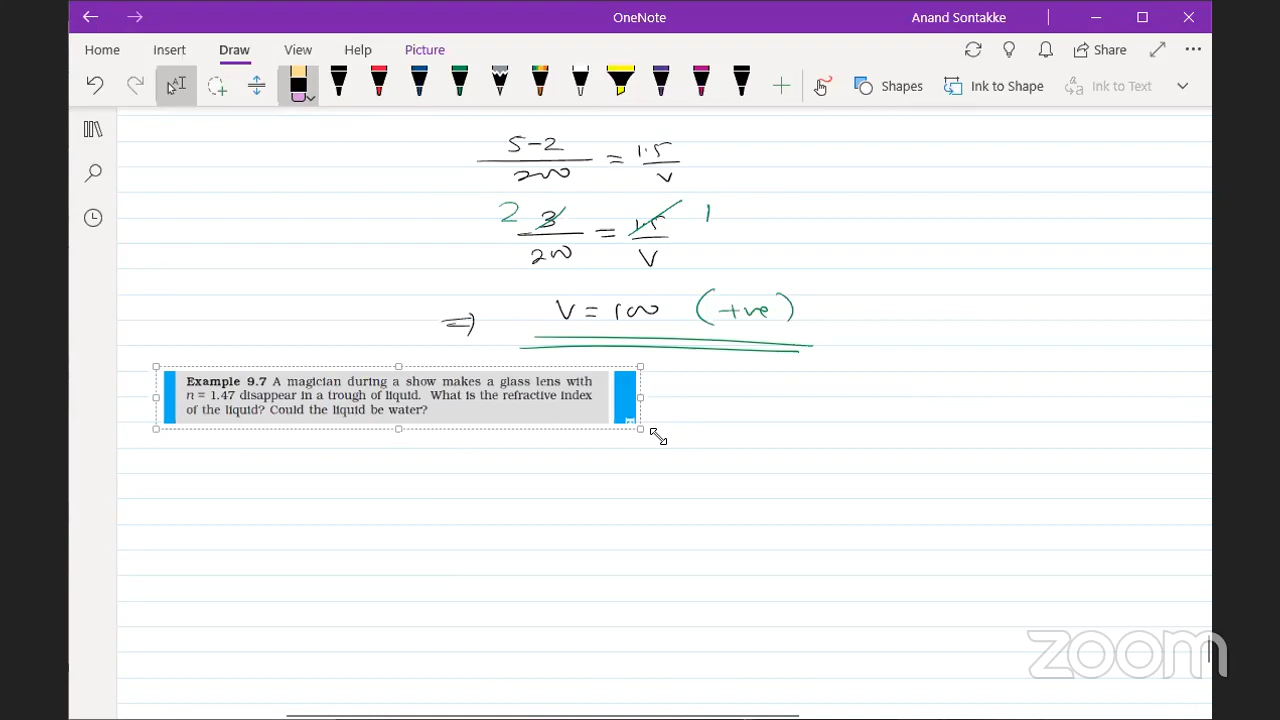 OneNote
Anand Sontakke
Home Insert Draw View Help Picture
Share
Shapes Ink to Shape Ink to Text
5-2
200
=
1.5
v
2 3
200
=
1.5 1
v
⇒ v = 100 (+ve)
Example 9.7 A magician during a show makes a glass lens with
n = 1.47 disappear in a trough of liquid. What is the refractive index
of the liquid? Could the liquid be water?
zoom